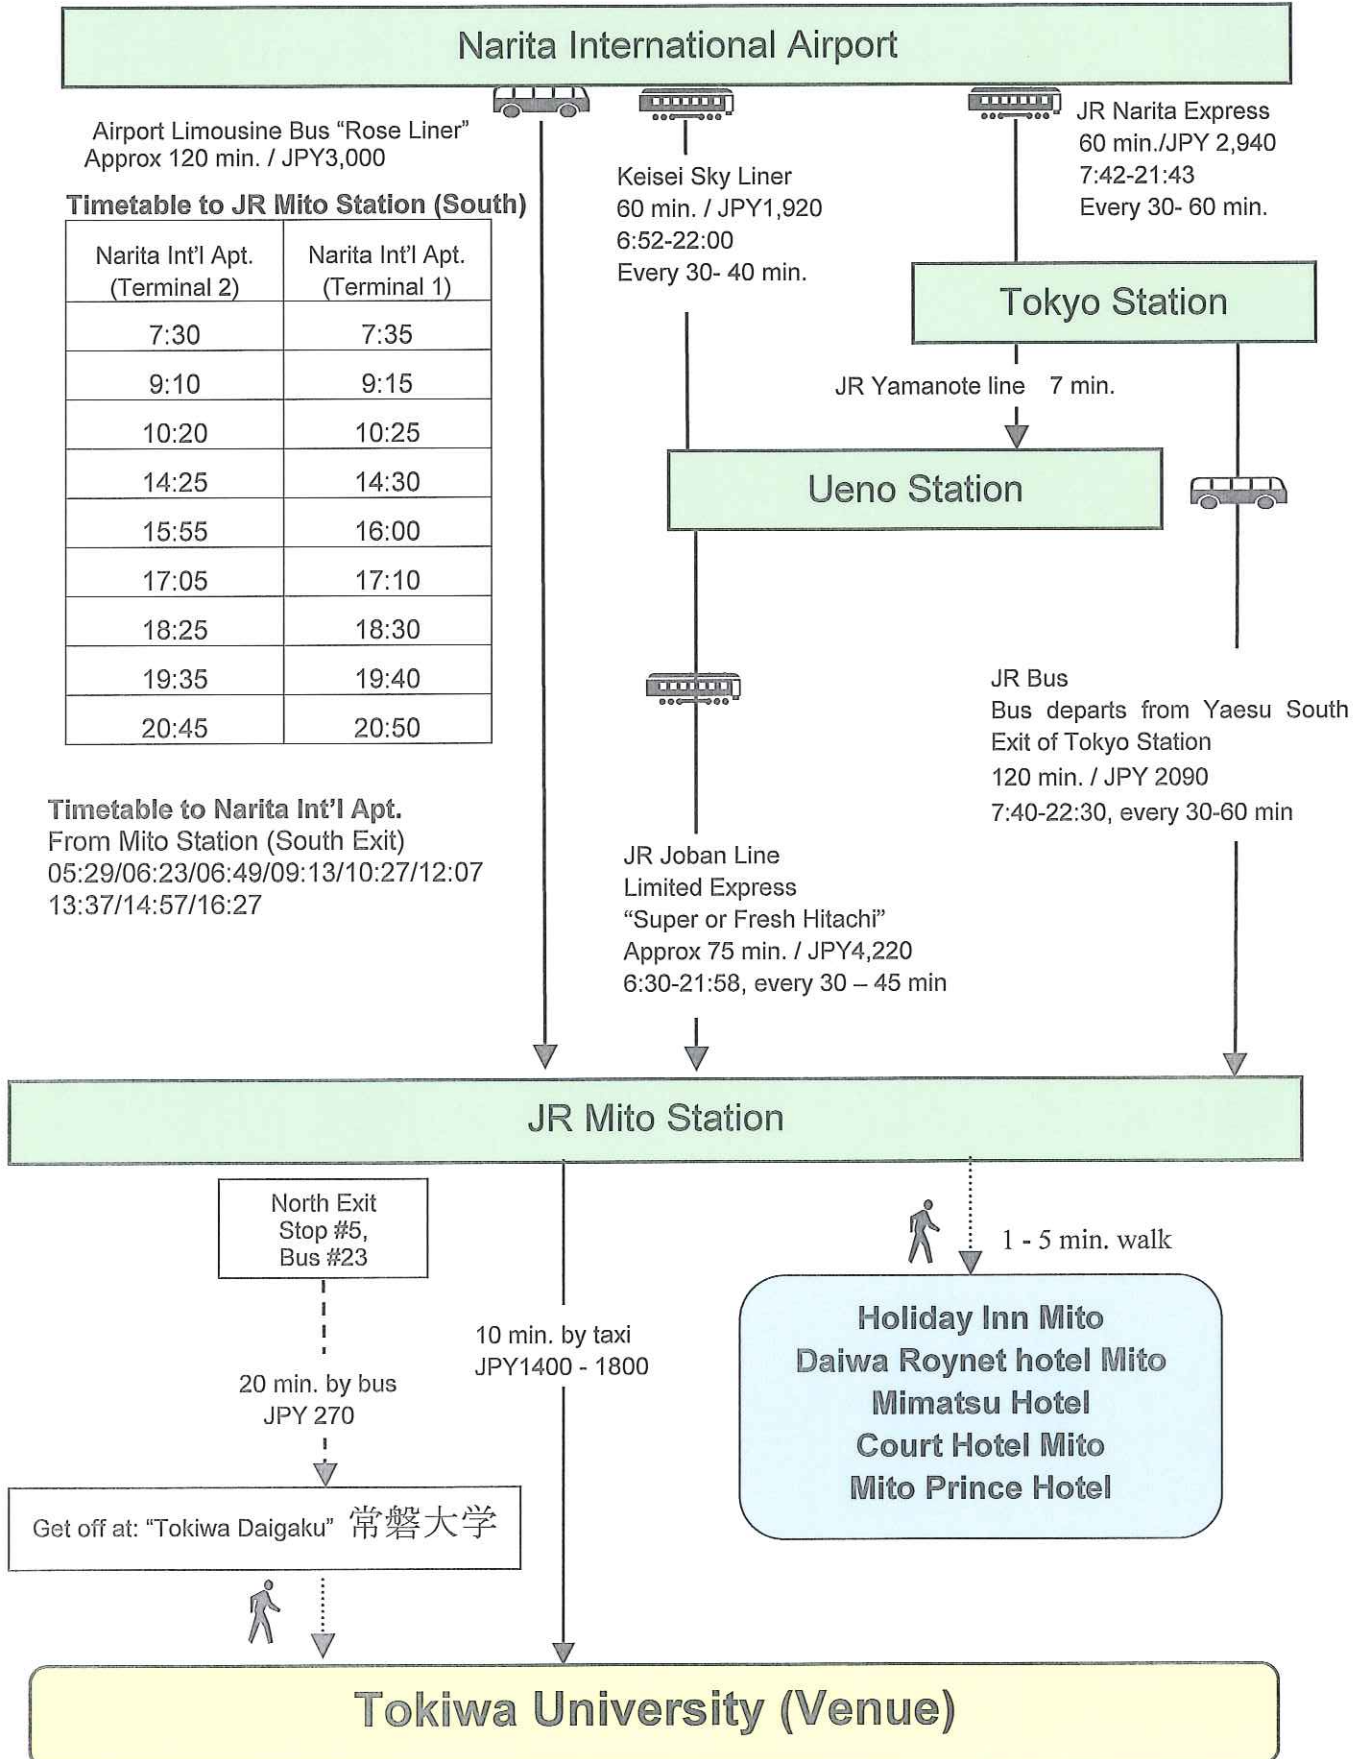 Narita International Airport
Airport Limousine Bus “Rose Liner”
Approx 120 min. / JPY3,000
Timetable to JR Mito Station (South)
Narita Int’l Apt. (Terminal 2) Narita Int’l Apt. (Terminal 1)
7:30 7:35
9:10 9:15
10:20 10:25
14:25 14:30
15:55 16:00
17:05 17:10
18:25 18:30
19:35 19:40
20:45 20:50
Timetable to Narita Int’l Apt.
From Mito Station (South Exit)
05:29/06:23/06:49/09:13/10:27/12:07
13:37/14:57/16:27
Keisei Sky Liner
60 min. / JPY1,920
6:52-22:00
Every 30- 40 min.
JR Narita Express
60 min./JPY 2,940
7:42-21:43
Every 30- 60 min.
Tokyo Station
JR Yamanote line 7 min.
Ueno Station
JR Bus
Bus departs from Yaesu South
Exit of Tokyo Station
120 min. / JPY 2090
7:40-22:30, every 30-60 min
JR Joban Line
Limited Express
“Super or Fresh Hitachi”
Approx 75 min. / JPY4,220
6:30-21:58, every 30 – 45 min
JR Mito Station
North Exit
Stop #5,
Bus #23
20 min. by bus
JPY 270
Get off at: “Tokiwa Daigaku” 常磐大学
10 min. by taxi
JPY1400 - 1800
1 - 5 min. walk
Holiday Inn Mito
Daiwa Roynet hotel Mito
Mimatsu Hotel
Court Hotel Mito
Mito Prince Hotel
Tokiwa University (Venue)